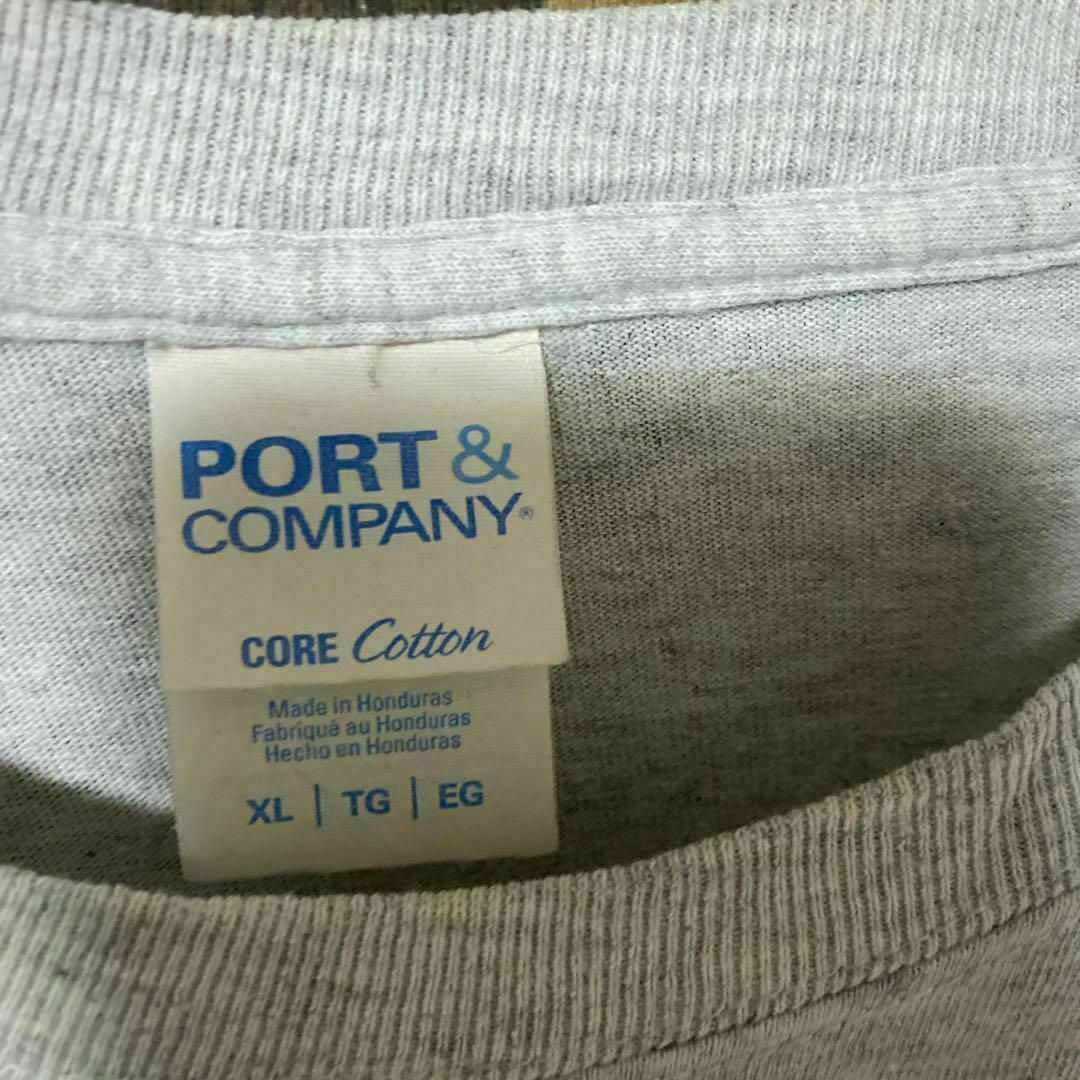 PORT &
COMPANY®
CORE Cotton
Made in Honduras
Fabriqué au Honduras
Hecho en Honduras
XL | TG | EG